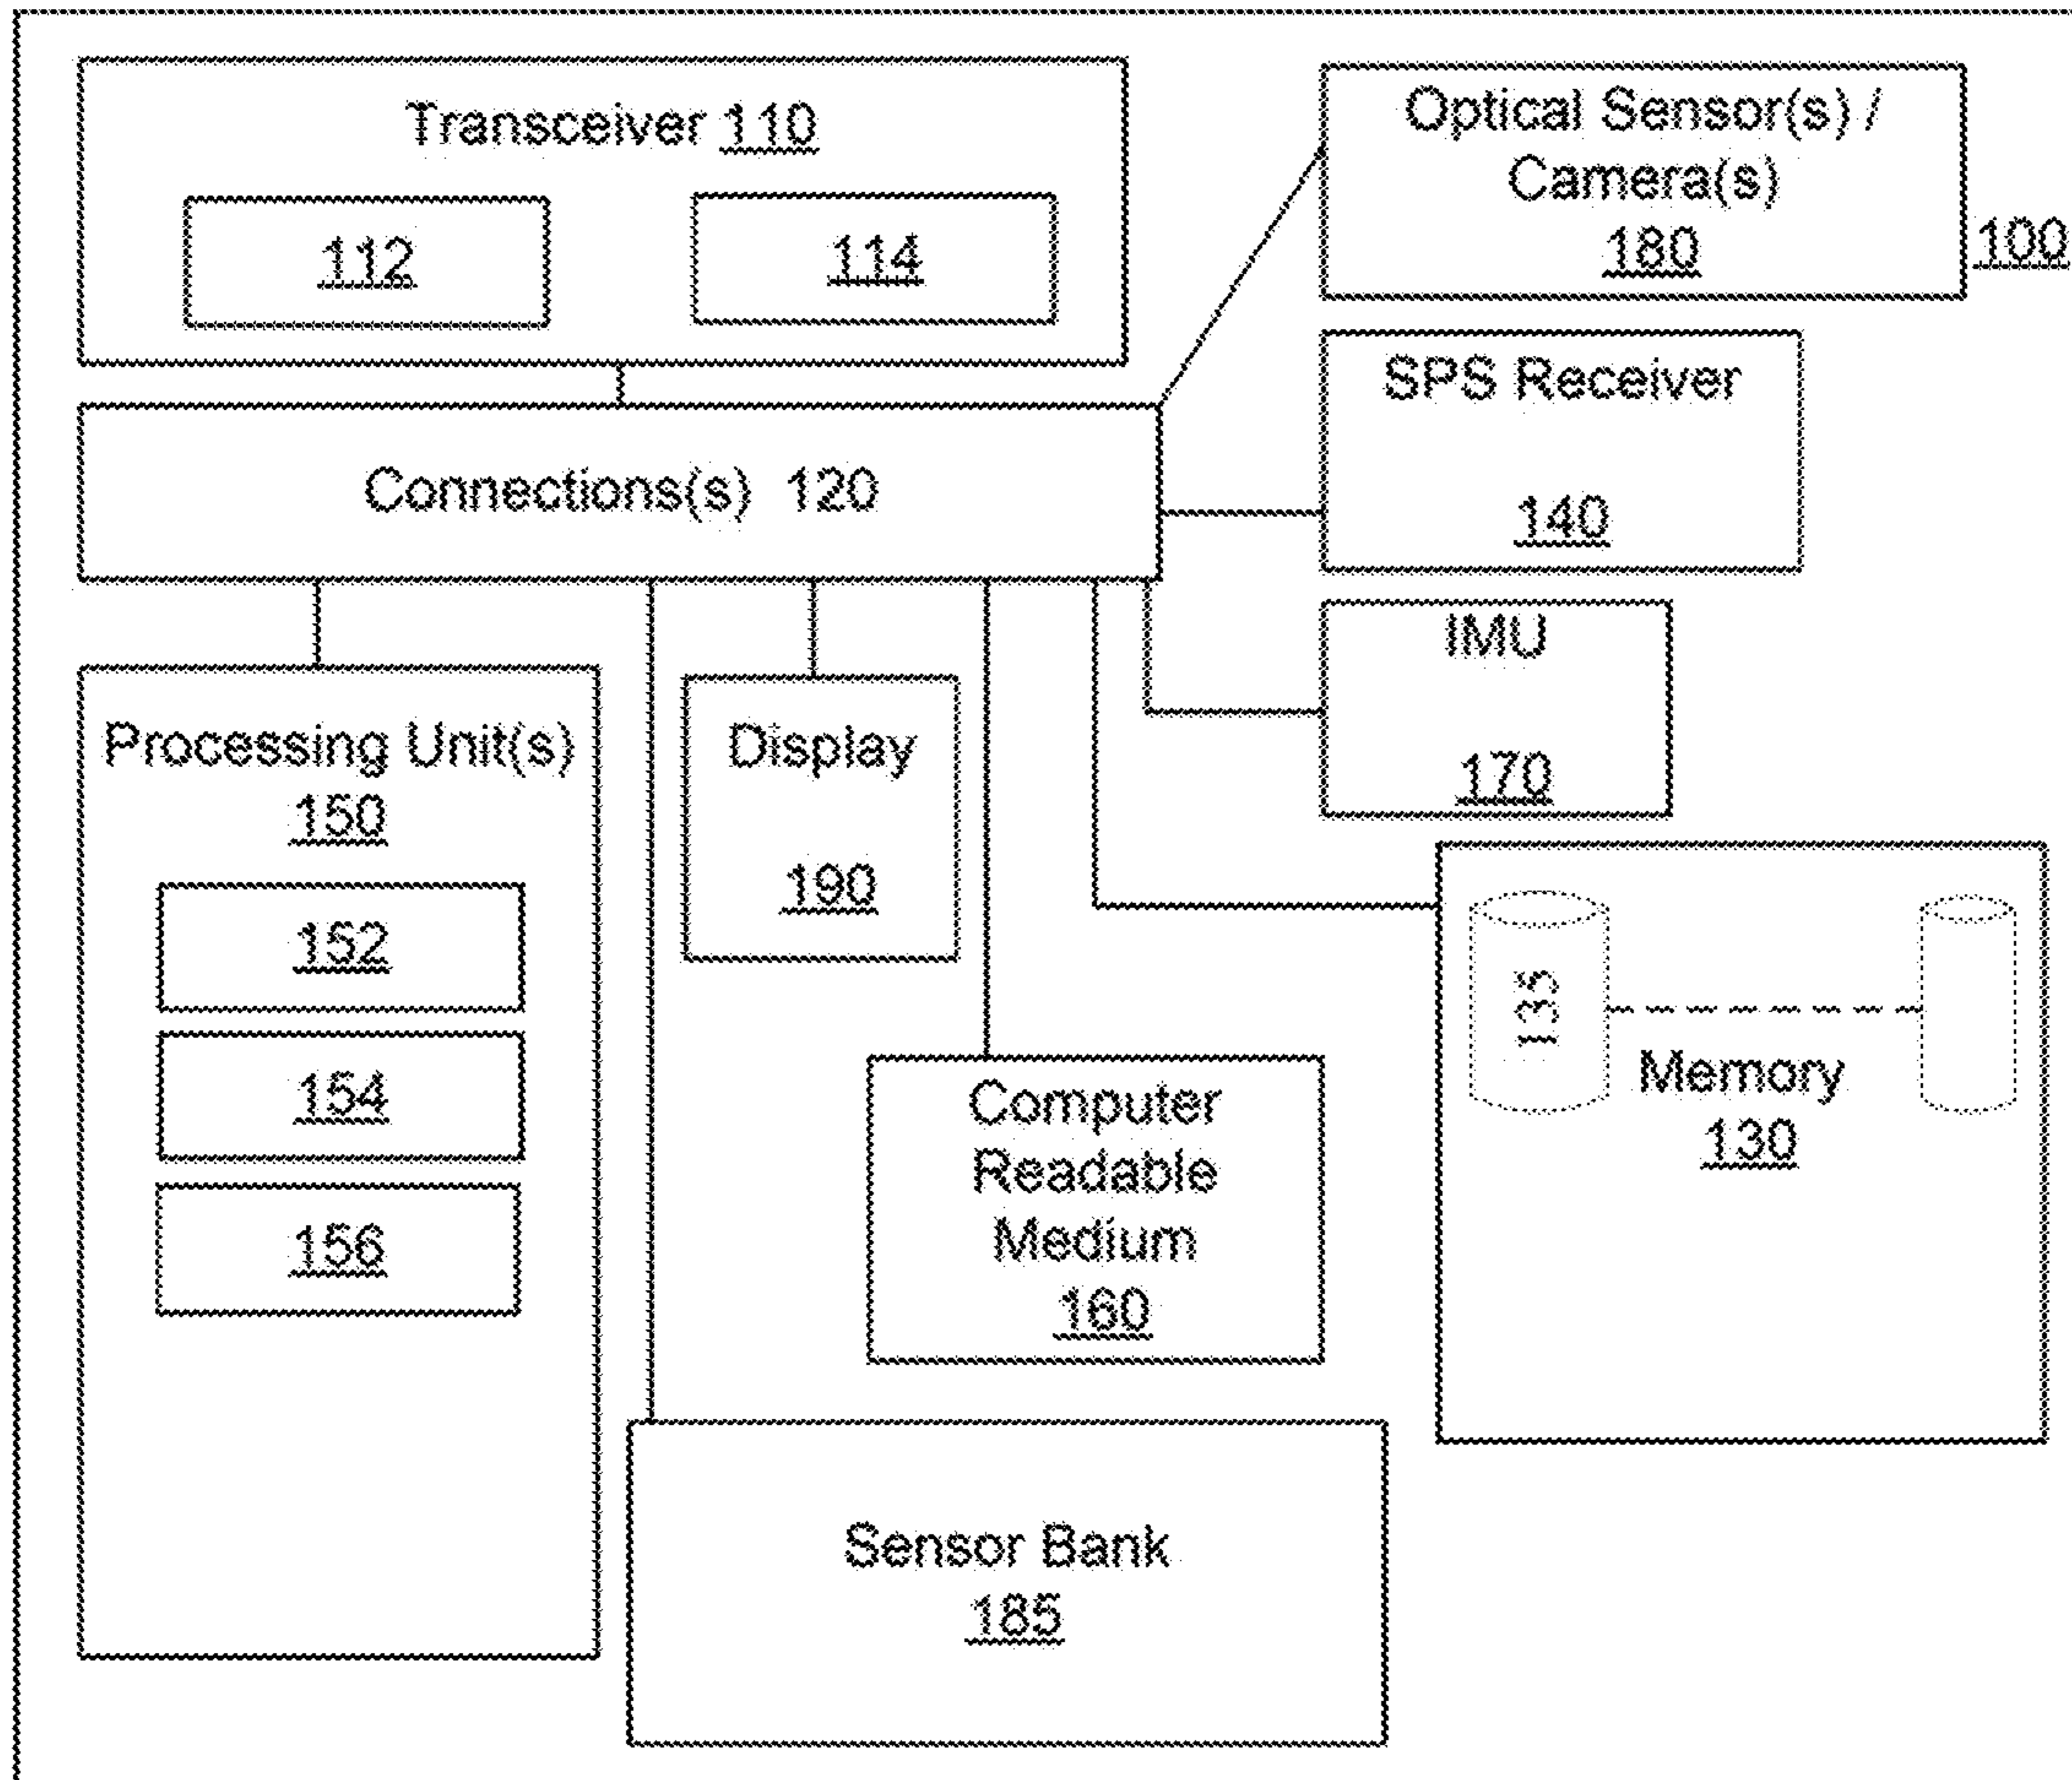 Transceiver 110
112
114
Optical Sensor(s) /
Camera(s)
180
100
SPS Receiver
140
Connections(s) 120
IMU
170
Processing Unit(s)
150
152
154
156
Display
190
135
Memory
130
Computer
Readable
Medium
160
Sensor Bank
185